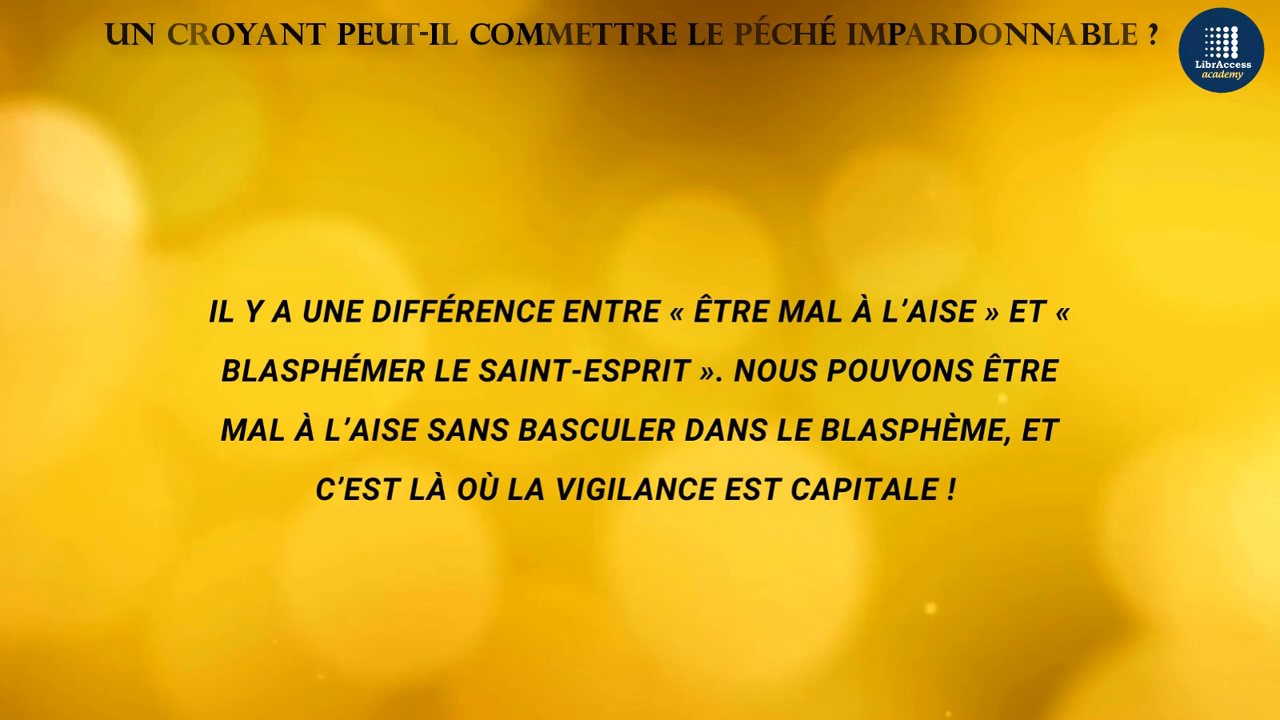 UN CROYANT PEUT-IL COMMETTRE LE PÉCHÉ IMPARDONNABLE ?
LibrAccess
academy
IL Y A UNE DIFFÉRENCE ENTRE « ÊTRE MAL À L’AISE » ET «
BLASPHÉMER LE SAINT-ESPRIT ». NOUS POUVONS ÊTRE
MAL À L’AISE SANS BASCULER DANS LE BLASPHÈME, ET
C’EST LÀ OÙ LA VIGILANCE EST CAPITALE !